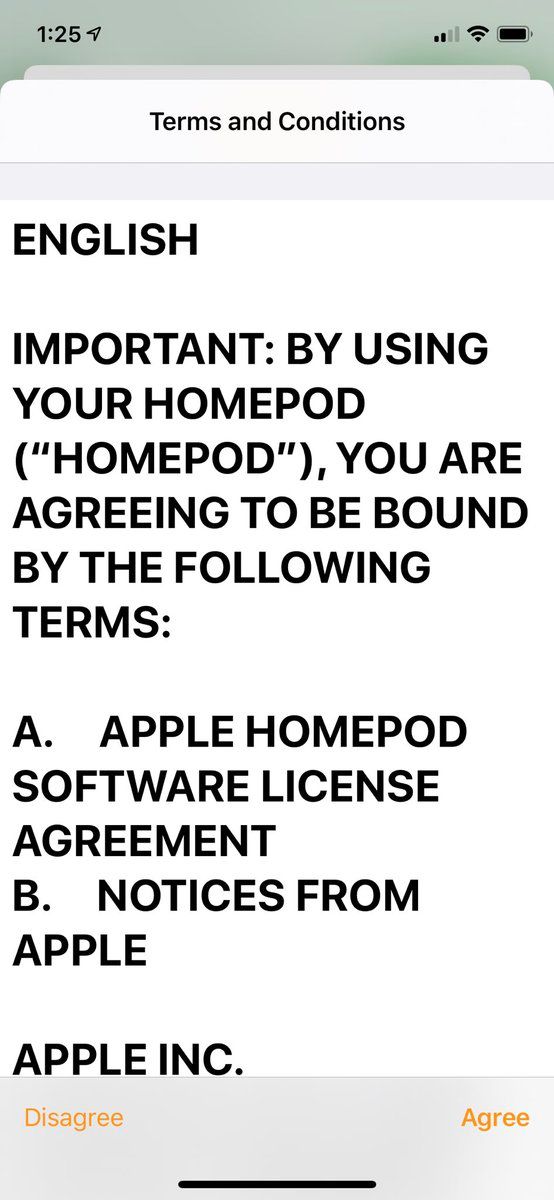 1:25
Terms and Conditions
ENGLISH
IMPORTANT: BY USING
YOUR HOMEPOD
(“HOMEPOD”), YOU ARE
AGREEING TO BE BOUND
BY THE FOLLOWING
TERMS:
A. APPLE HOMEPOD
SOFTWARE LICENSE
AGREEMENT
B. NOTICES FROM
APPLE
APPLE INC.
Disagree Agree